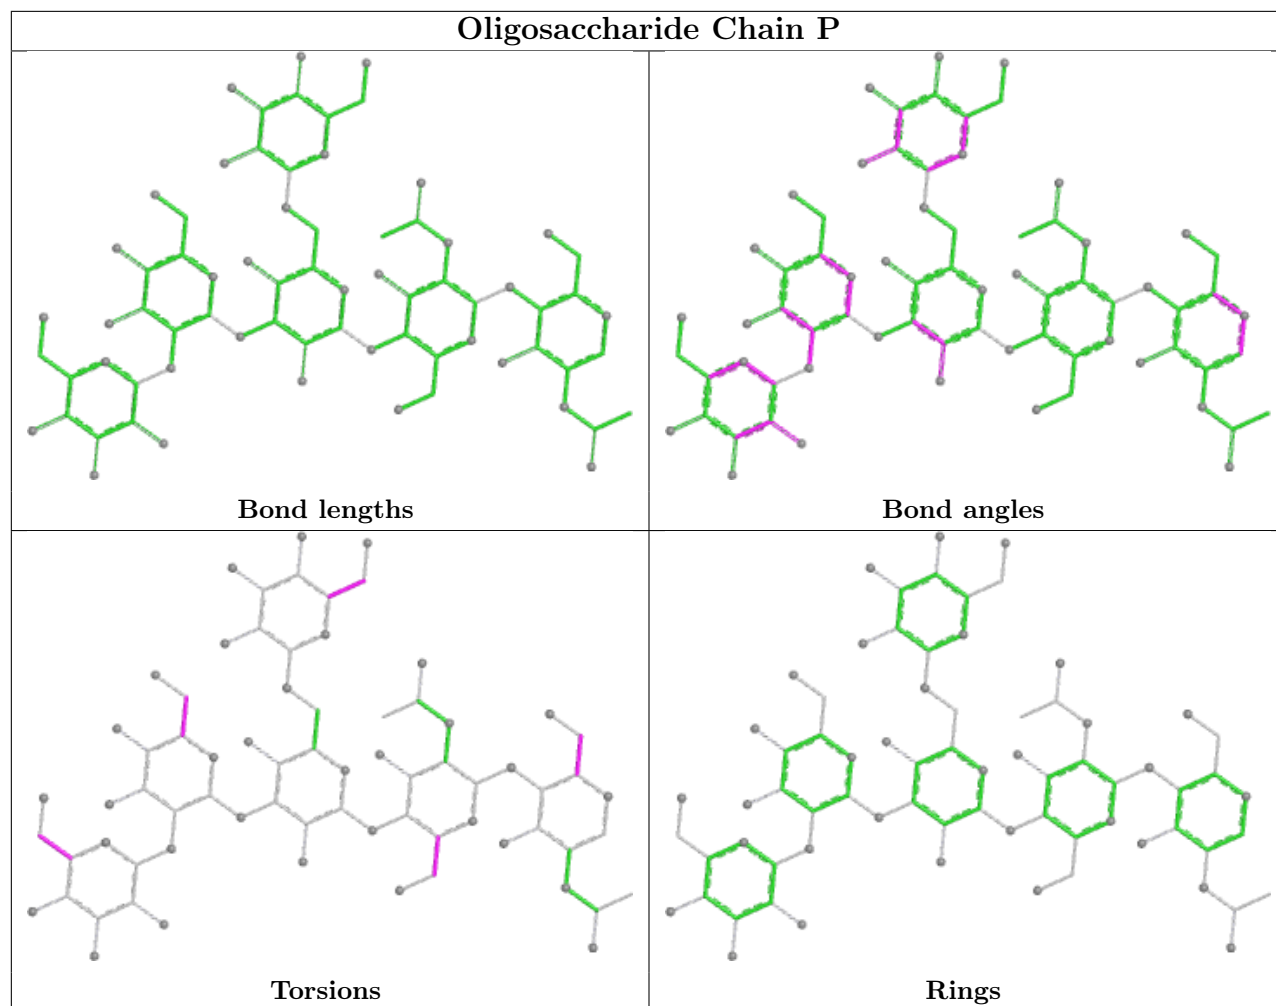 Oligosaccharide Chain P
Bond lengths
Bond angles
Torsions
Rings